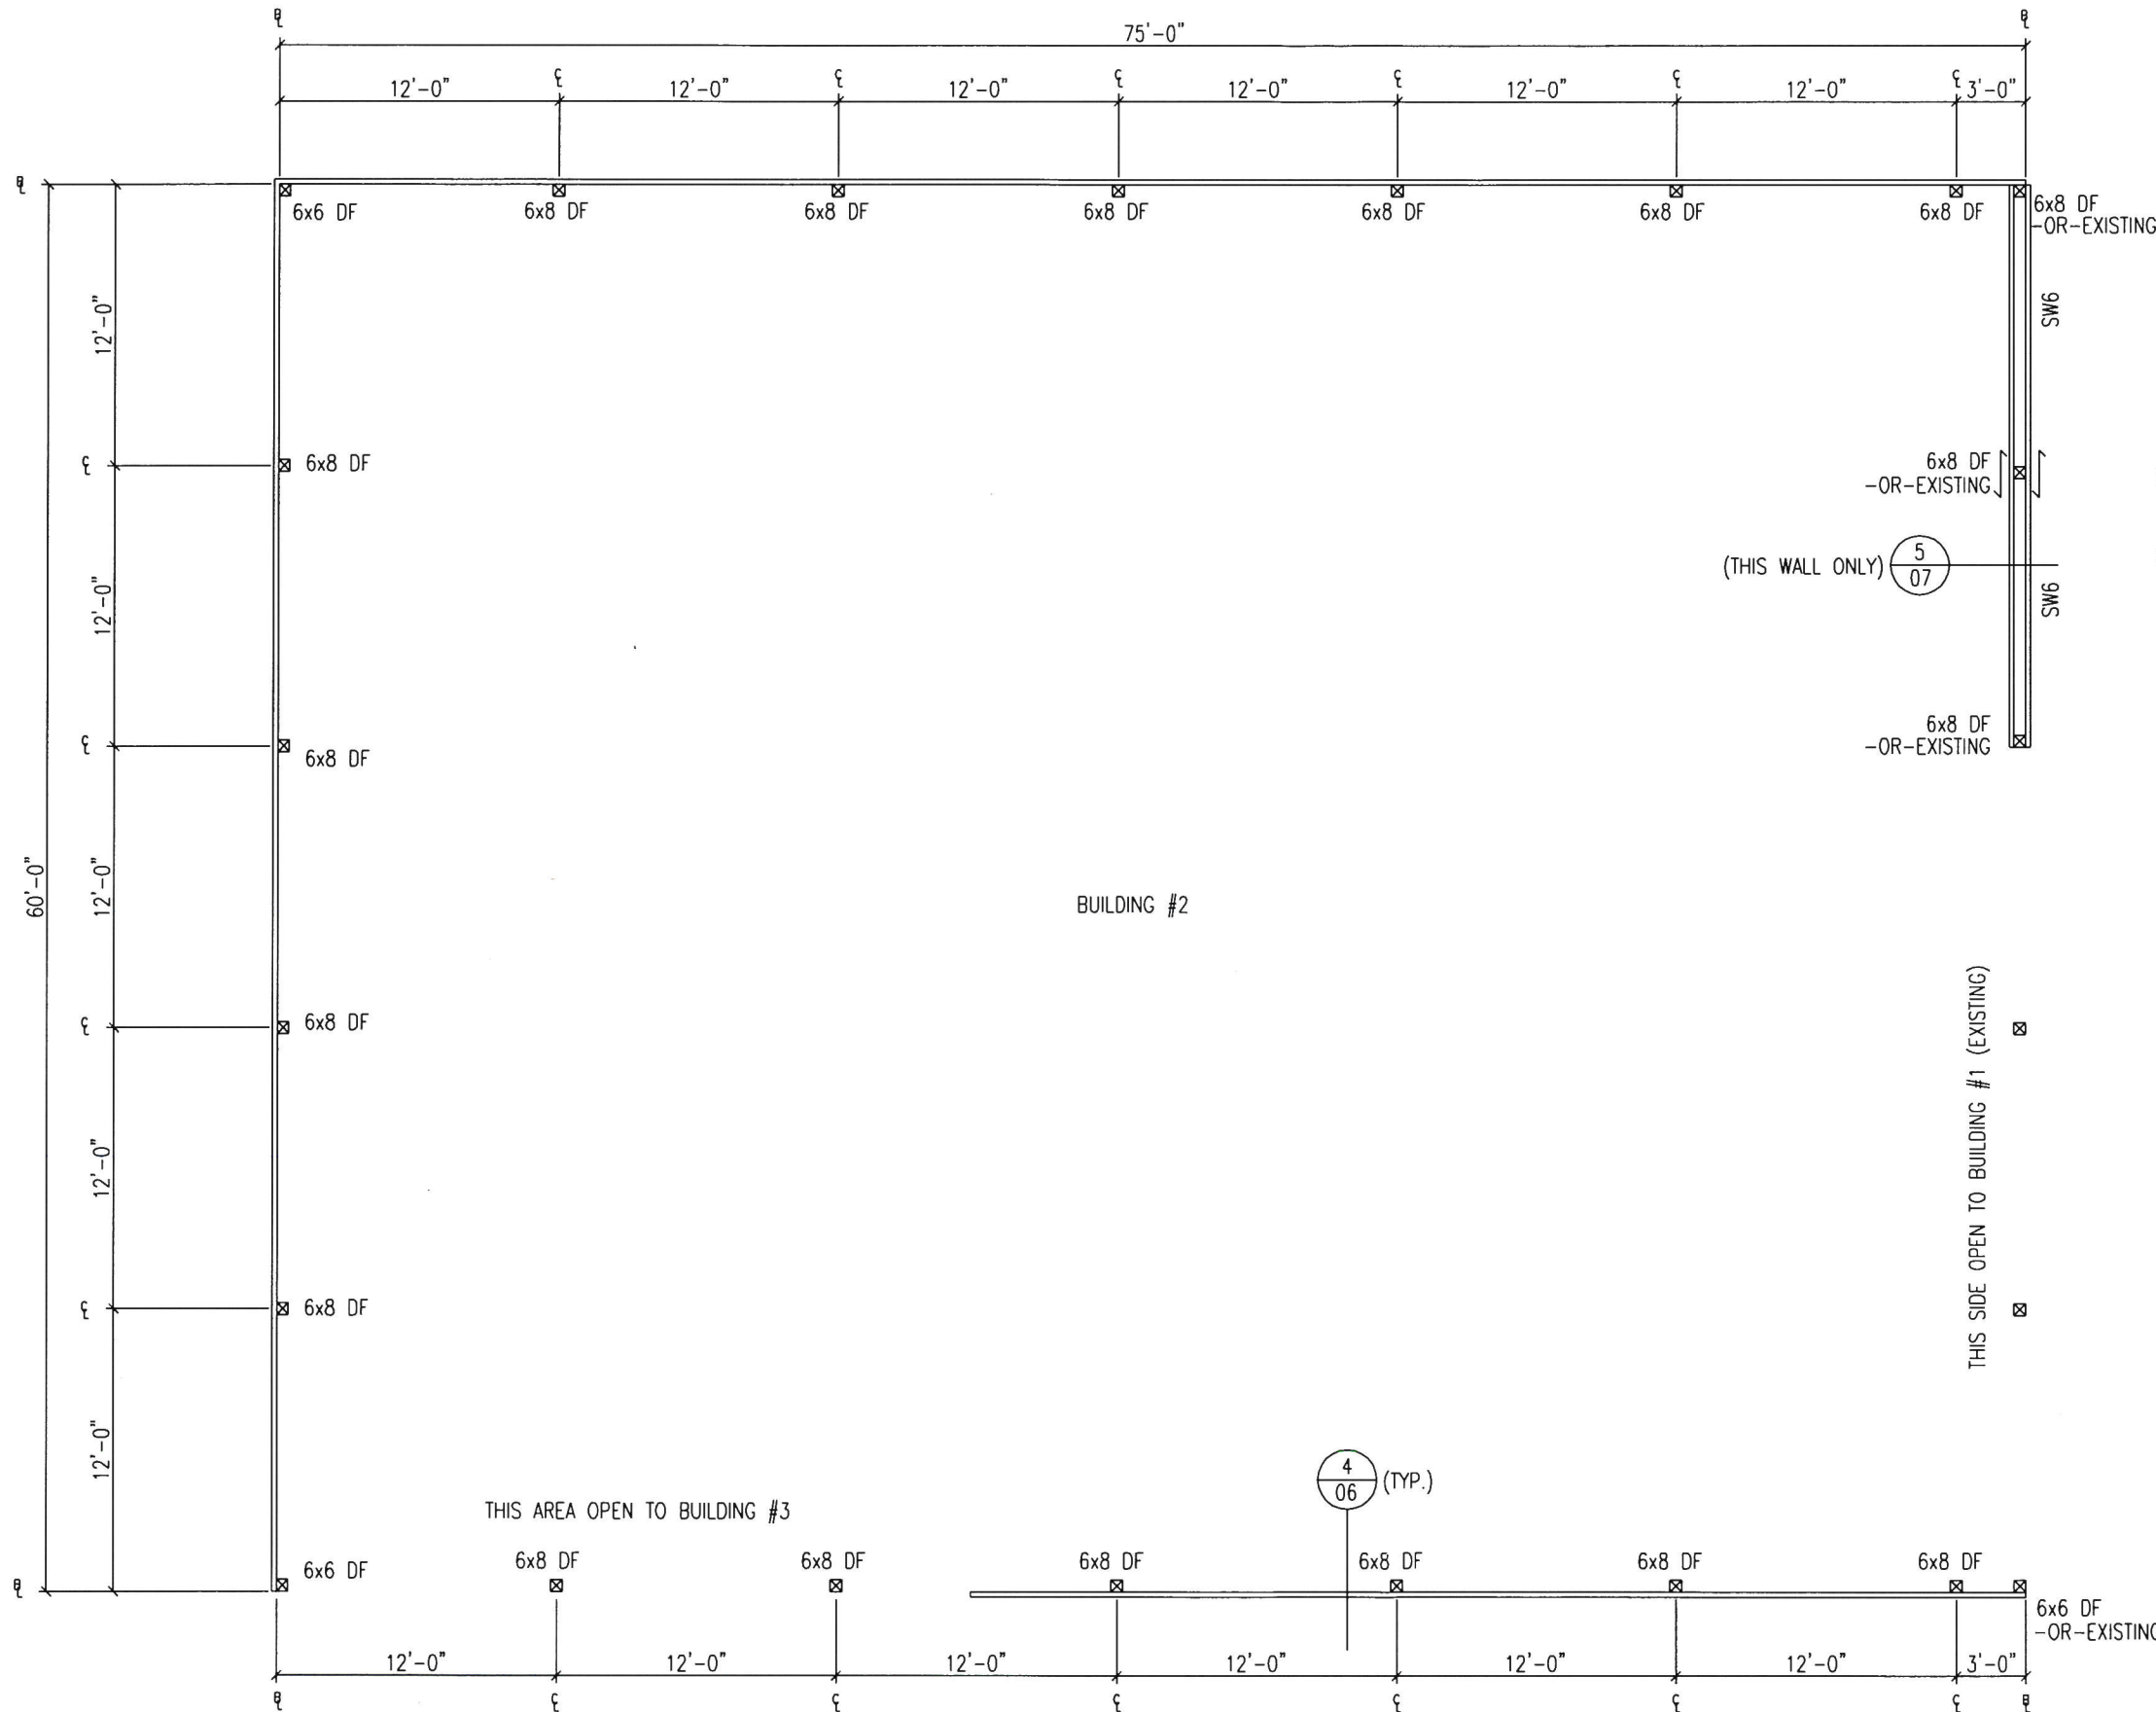 75'-0"
12'-0" 12'-0" 12'-0" 12'-0" 12'-0" 12'-0" 3'-0"
6x6 DF 6x8 DF 6x8 DF 6x8 DF 6x8 DF 6x8 DF 6x8 DF 6x8 DF
-OR-EXISTING
12'-0"
SW6
6x8 DF
6x8 DF
-OR-EXISTING
(THIS WALL ONLY) 5
07
12'-0"
SW6
6x8 DF
6x8 DF
-OR-EXISTING
60'-0"
12'-0"
BUILDING #2
6x8 DF
THIS SIDE OPEN TO BUILDING #1 (EXISTING)
12'-0"
6x8 DF
12'-0"
4
06
(TYP.)
THIS AREA OPEN TO BUILDING #3
6x6 DF 6x8 DF 6x8 DF 6x8 DF 6x8 DF 6x8 DF 6x8 DF
6x6 DF
-OR-EXISTING
12'-0" 12'-0" 12'-0" 12'-0" 12'-0" 12'-0" 3'-0"